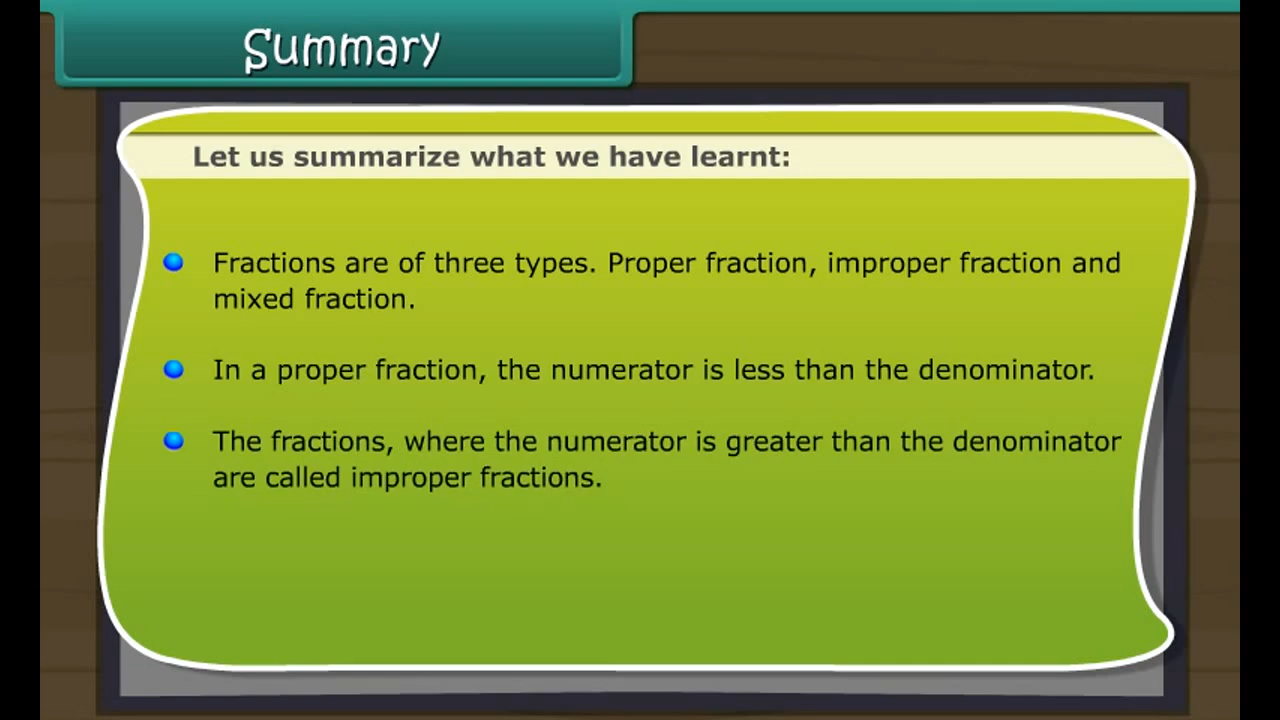 Summary
Let us summarize what we have learnt:
Fractions are of three types. Proper fraction, improper fraction and
mixed fraction.
In a proper fraction, the numerator is less than the denominator.
The fractions, where the numerator is greater than the denominator
are called improper fractions.